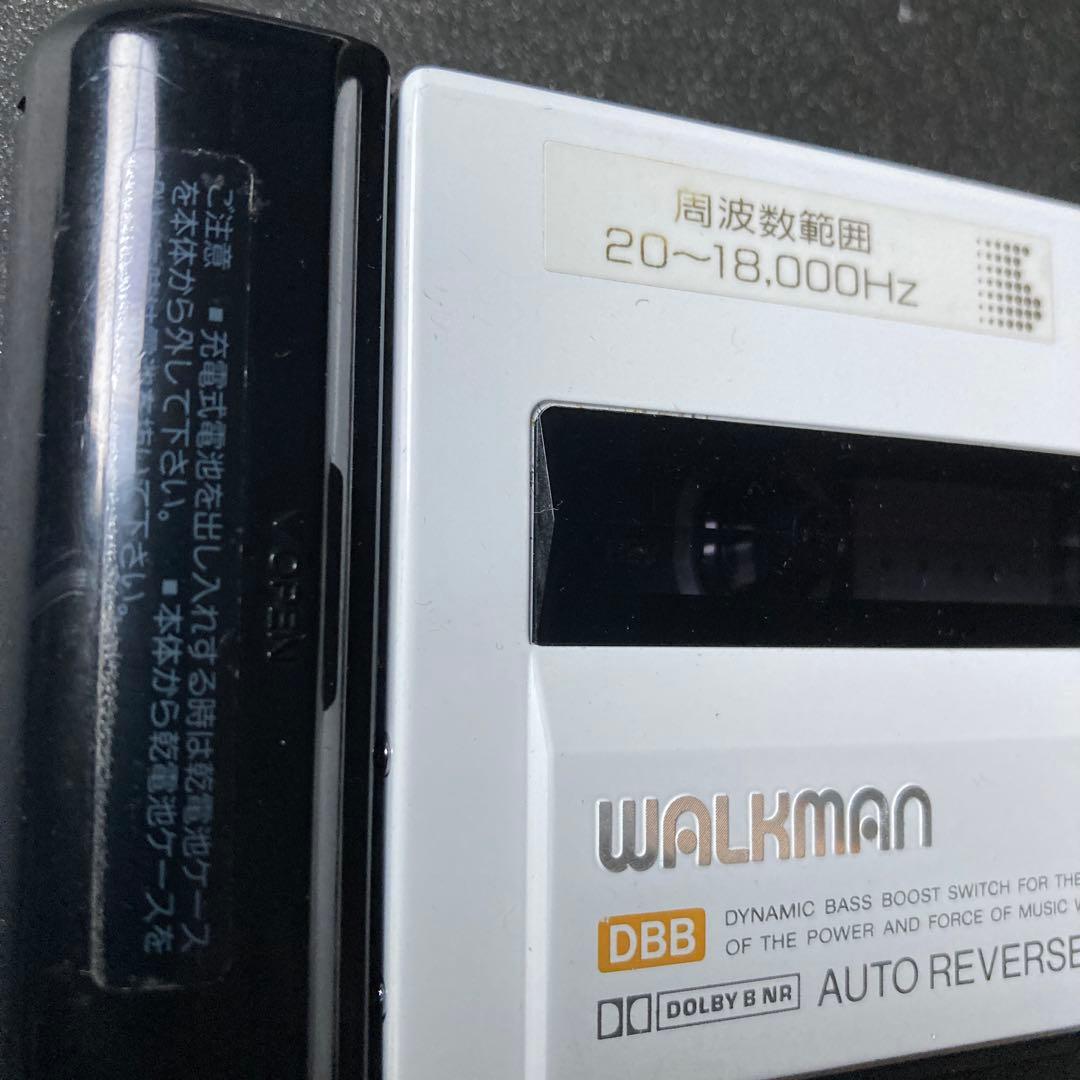 ご注意 ■充電式電池を出し入れする時は乾電池ケース
を本体から外して下さい。 ■本体から乾電池ケースを
下さい。
OPEN
周波数範囲
20～18,000Hz
WALKMAN
DBB
DYNAMIC BASS BOOST SWITCH FOR THE
OF THE POWER AND FORCE OF MUSIC W
DOLBY B NR
AUTO REVERSE